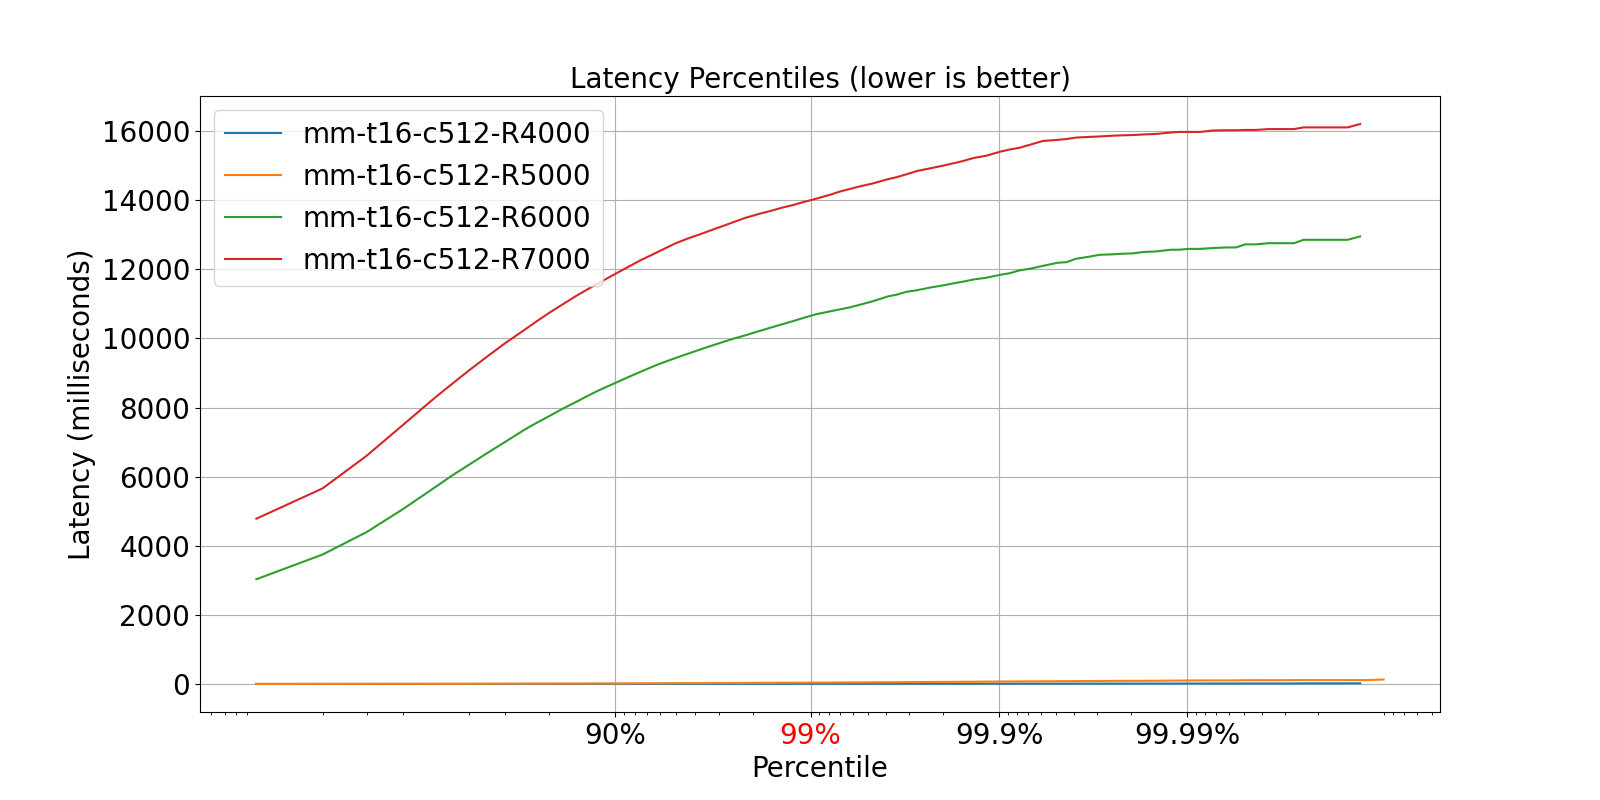 Latency Percentiles (lower is better)
mm-t16-c512-R4000
mm-t16-c512-R5000
mm-t16-c512-R6000
mm-t16-c512-R7000
16000
14000
12000
10000
8000
6000
4000
2000
0
Latency (milliseconds)
90% 99% 99.9% 99.99%
Percentile